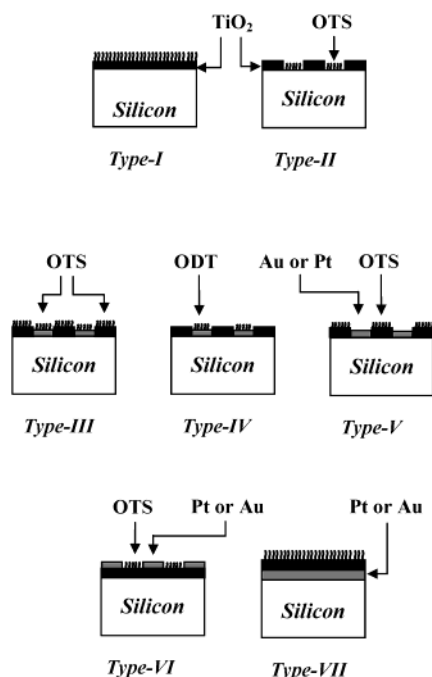 TiO2 OTS
Silicon Silicon
Type-I Type-II
OTS ODT Au or Pt OTS
Silicon Silicon Silicon
Type-III Type-IV Type-V
OTS Pt or Au Pt or Au
Silicon Silicon
Type-VI Type-VII